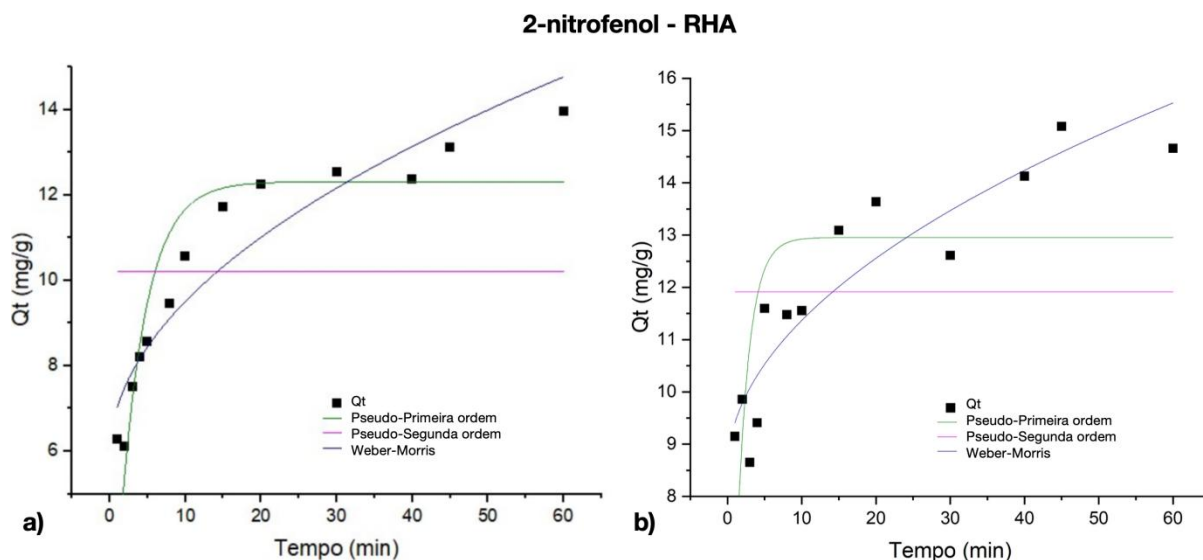 2-nitrofenol - RHA
14
12
10
8
6
Qt (mg/g)
Qt
Pseudo-Primeira ordem
Pseudo-Segunda ordem
Weber-Morris
0 10 20 30 40 50 60
a)
Tempo (min)
16
15
14
13
12
11
10
9
8
Qt (mg/g)
Qt
Pseudo-Primeira ordem
Pseudo-Segunda ordem
Weber-Morris
0 10 20 30 40 50 60
b)
Tempo (min)